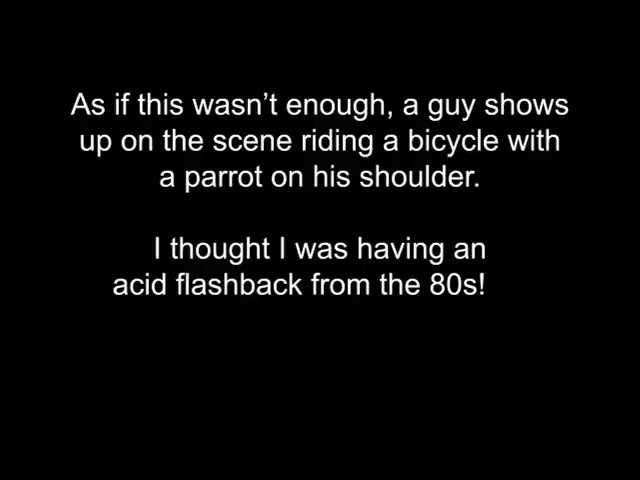 As if this wasn’t enough, a guy shows
up on the scene riding a bicycle with
a parrot on his shoulder.
I thought I was having an
acid flashback from the 80s!